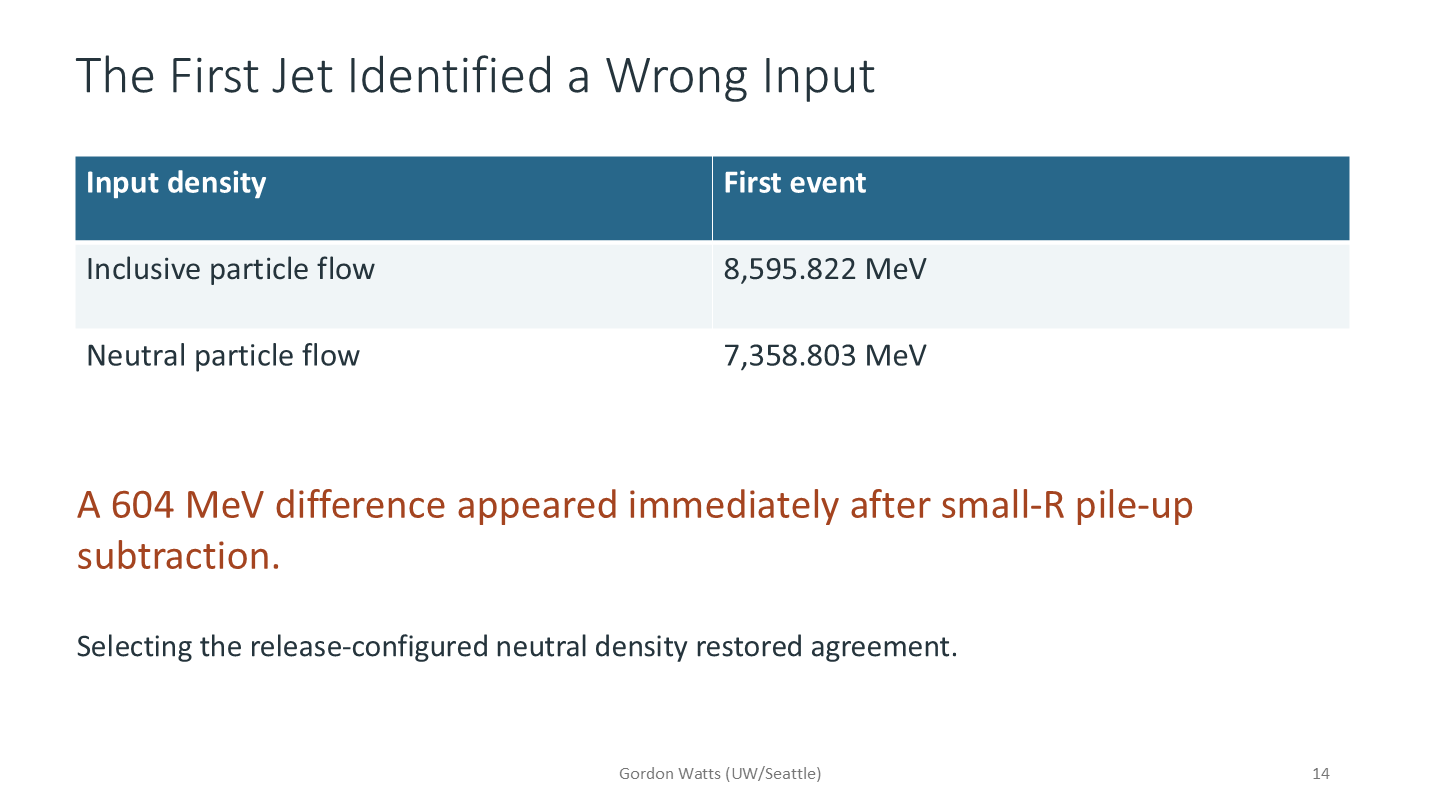 The First Jet Identified a Wrong Input
Input density
First event
Inclusive particle flow
8,595.822 MeV
Neutral particle flow
7,358.803 MeV
A 604 MeV difference appeared immediately after small-R pile-up
subtraction.
Selecting the release-configured neutral density restored agreement.
Gordon Watts (UW/Seattle)
14